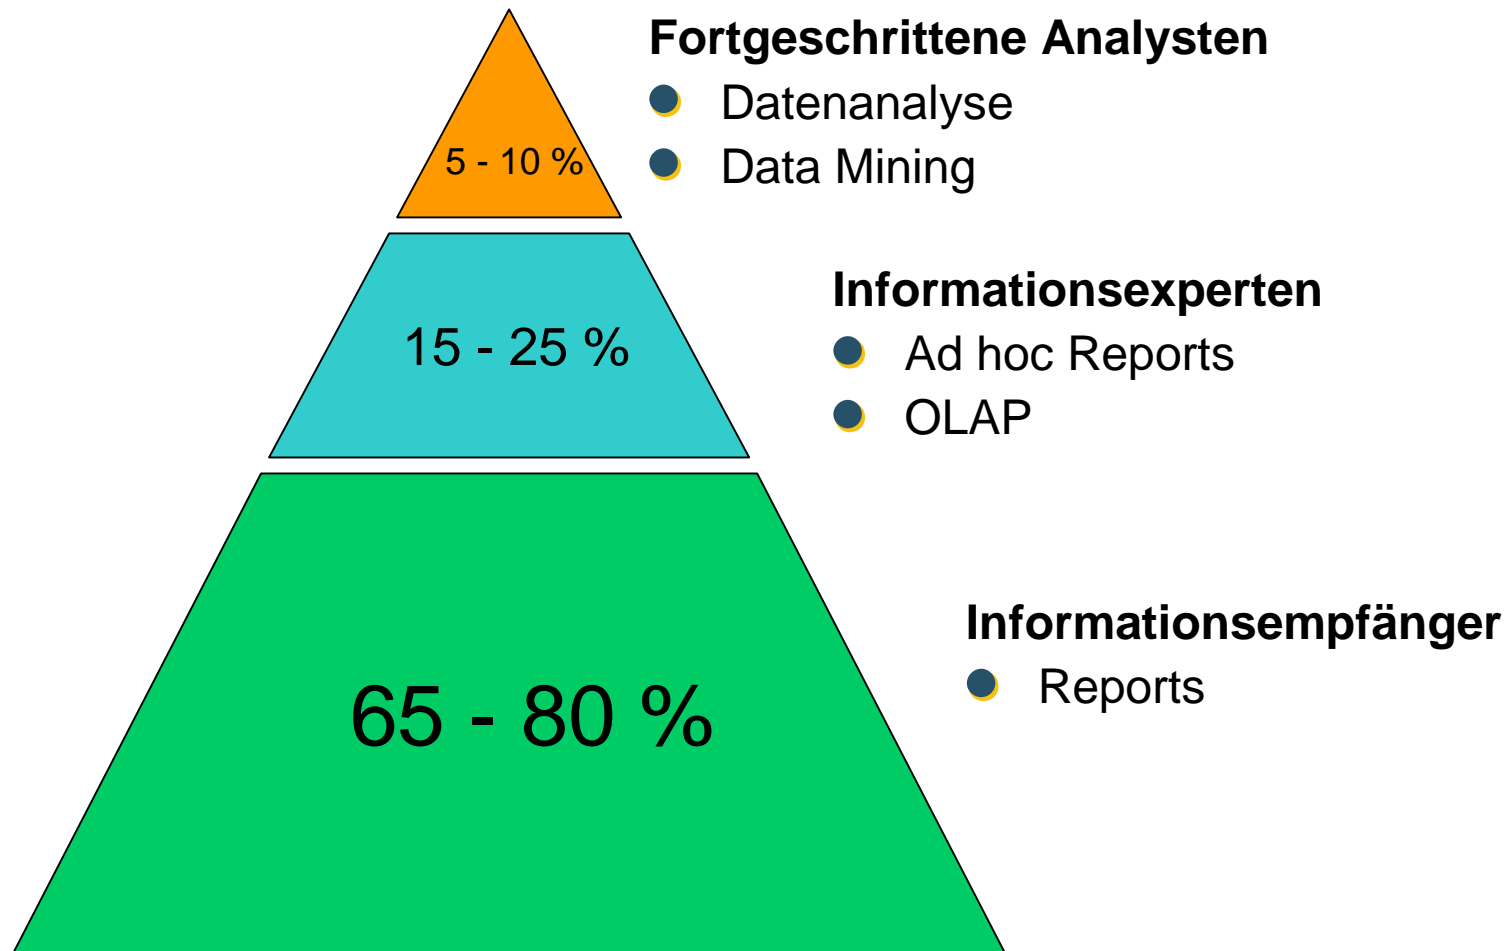 Fortgeschrittene Analysten
Datenanalyse
Data Mining
5 - 10 %
Informationsexperten
Ad hoc Reports
OLAP
15 - 25 %
Informationsempfänger
Reports
65 - 80 %